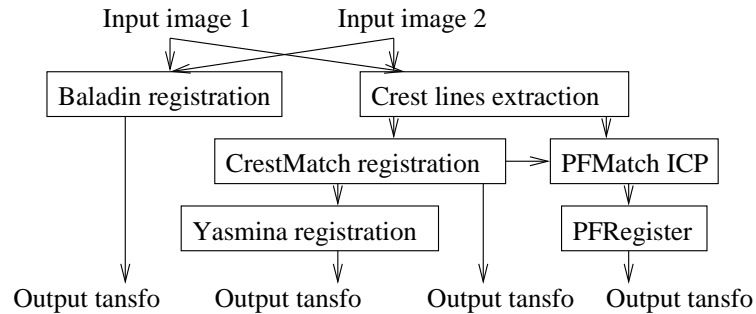 Input image 1
Input image 2
Baladin registration
Crest lines extraction
CrestMatch registration
PFMatch ICP
Yasmina registration
PFRegister
Output tansfo
Output tansfo
Output tansfo
Output tansfo